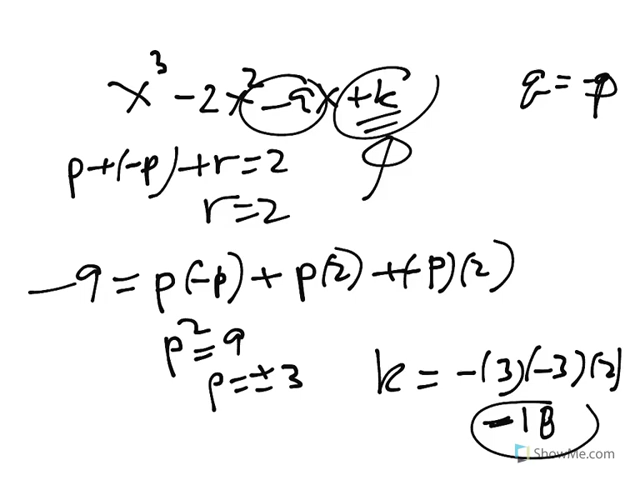 x³ - 2x² - 9x + k
q = -p
p + (-p) + r = 2
r = 2
-9 = p(-p) + p(2) + (-p)(2)
p² = 9
p = ± 3
k = -(3)(-3)(2)
-18
ShowMe.com